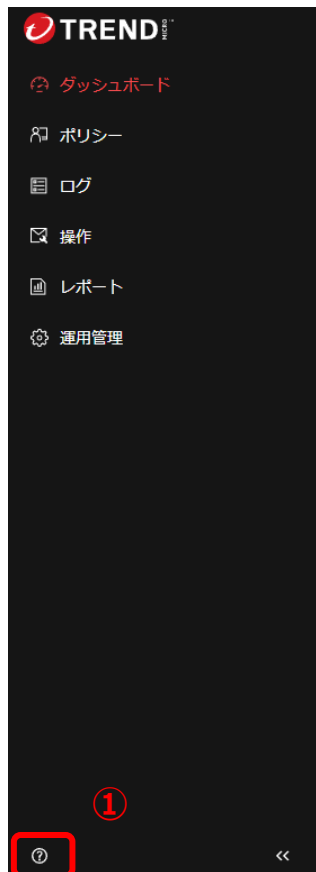 TREND MICRO™
ダッシュボード
ポリシー
ログ
操作
レポート
運用管理
①
? «